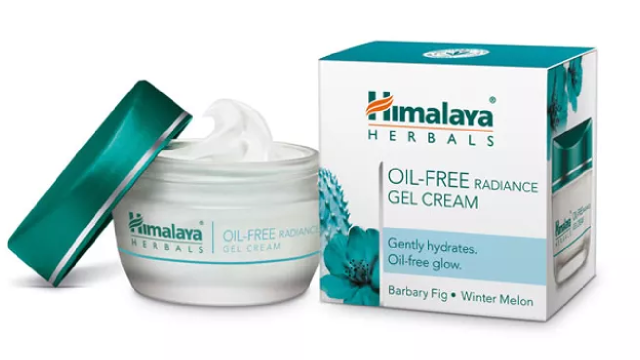 Himalaya®
HERBALS
OIL-FREE RADIANCE
GEL CREAM
Himalaya®
HERBALS
OIL-FREE RADIANCE
GEL CREAM
Gently hydrates.
Oil-free glow.
Barbary Fig • Winter Melon